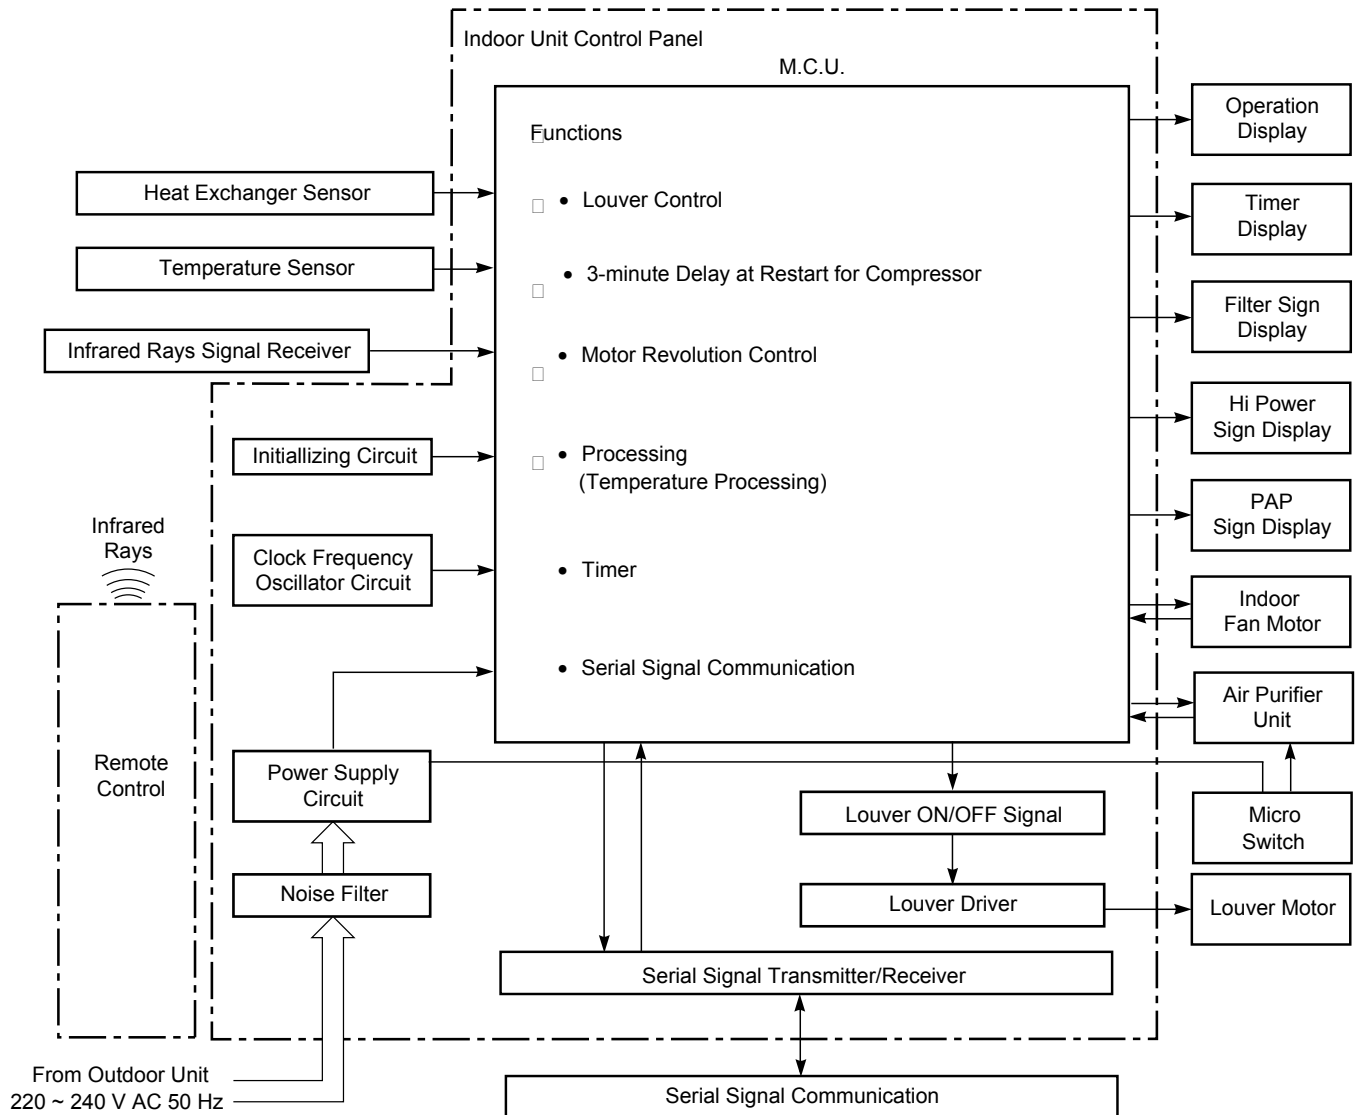 Indoor Unit Control Panel
M.C.U.
Functions
• Louver Control
• 3-minute Delay at Restart for Compressor
• Motor Revolution Control
• Processing
(Temperature Processing)
• Timer
• Serial Signal Communication
Heat Exchanger Sensor
Temperature Sensor
Infrared Rays Signal Receiver
Initiallizing Circuit
Clock Frequency
Oscillator Circuit
Infrared
Rays
Remote
Control
Power Supply
Circuit
Noise Filter
From Outdoor Unit
220 ~ 240 V AC 50 Hz
Operation
Display
Timer
Display
Filter Sign
Display
Hi Power
Sign Display
PAP
Sign Display
Indoor
Fan Motor
Air Purifier
Unit
Micro
Switch
Louver ON/OFF Signal
Louver Driver
Louver Motor
Serial Signal Transmitter/Receiver
Serial Signal Communication